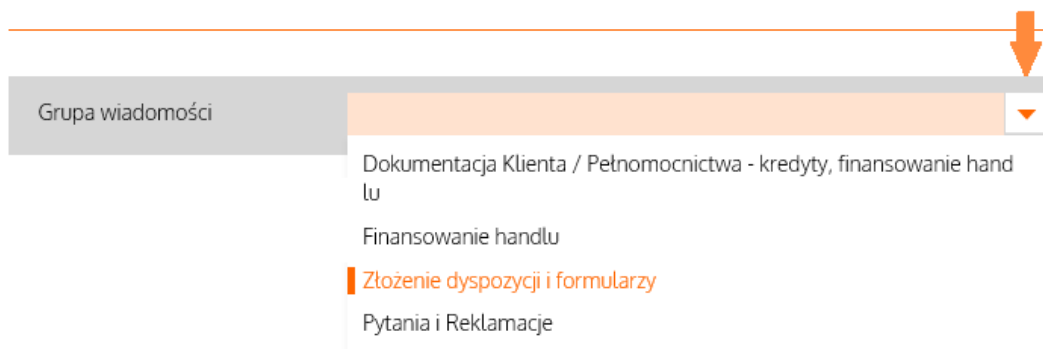 Grupa wiadomości
Dokumentacja Klienta / Pełnomocnictwa - kredyty, finansowanie hand
lu
Finansowanie handlu
Złożenie dyspozycji i formularzy
Pytania i Reklamacje